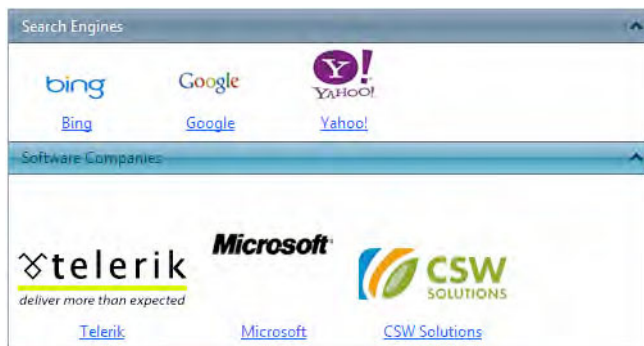 Search Engines
bing Google YAHOO!
Bing Google Yahoo!
Software Companies
telerik Microsoft CSW
SOLUTIONS
deliver more than expected
Telerik Microsoft CSW Solutions